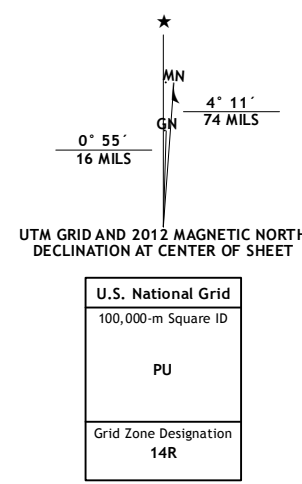 MN
4° 11´
74 MILS
GN
0° 55´
16 MILS
UTM GRID AND 2012 MAGNETIC NORTH
DECLINATION AT CENTER OF SHEET
U.S. National Grid
100,000-m Square ID
PU
Grid Zone Designation
14R